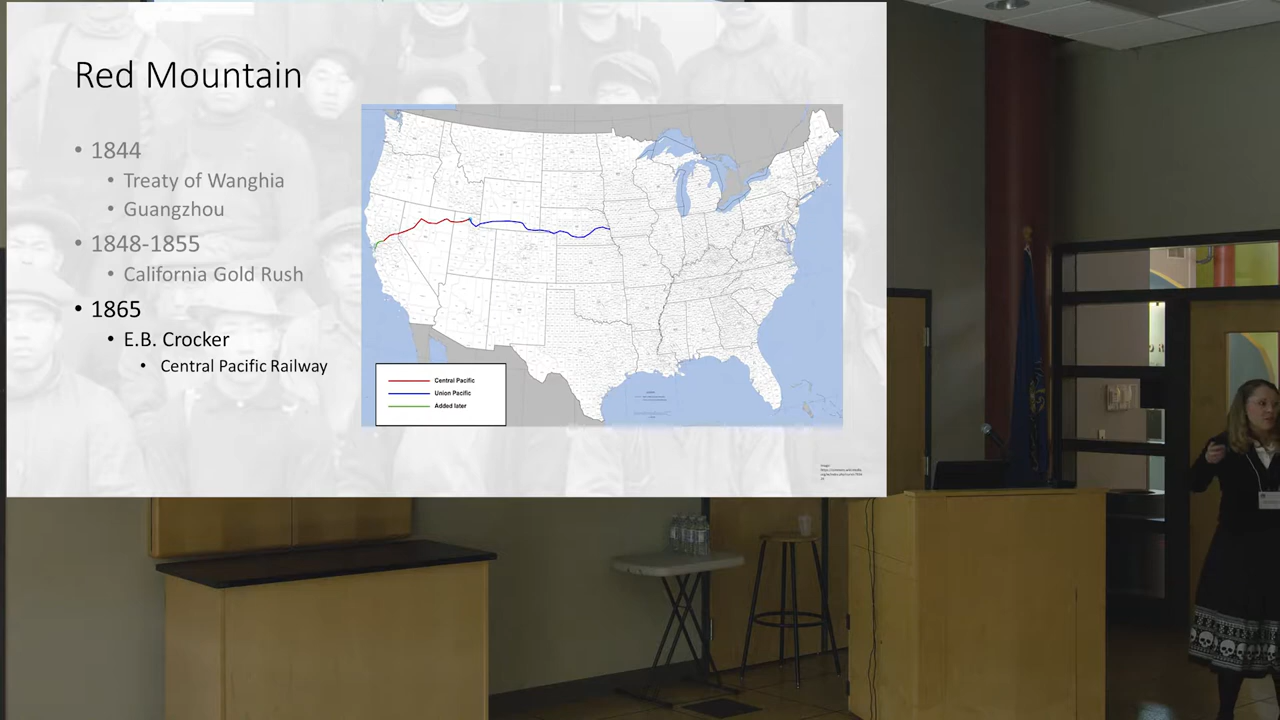 Red Mountain
• 1844
• Treaty of Wanghia
• Guangzhou
• 1848-1855
• California Gold Rush
• 1865
• E.B. Crocker
• Central Pacific Railway
Central Pacific
Union Pacific
Added later